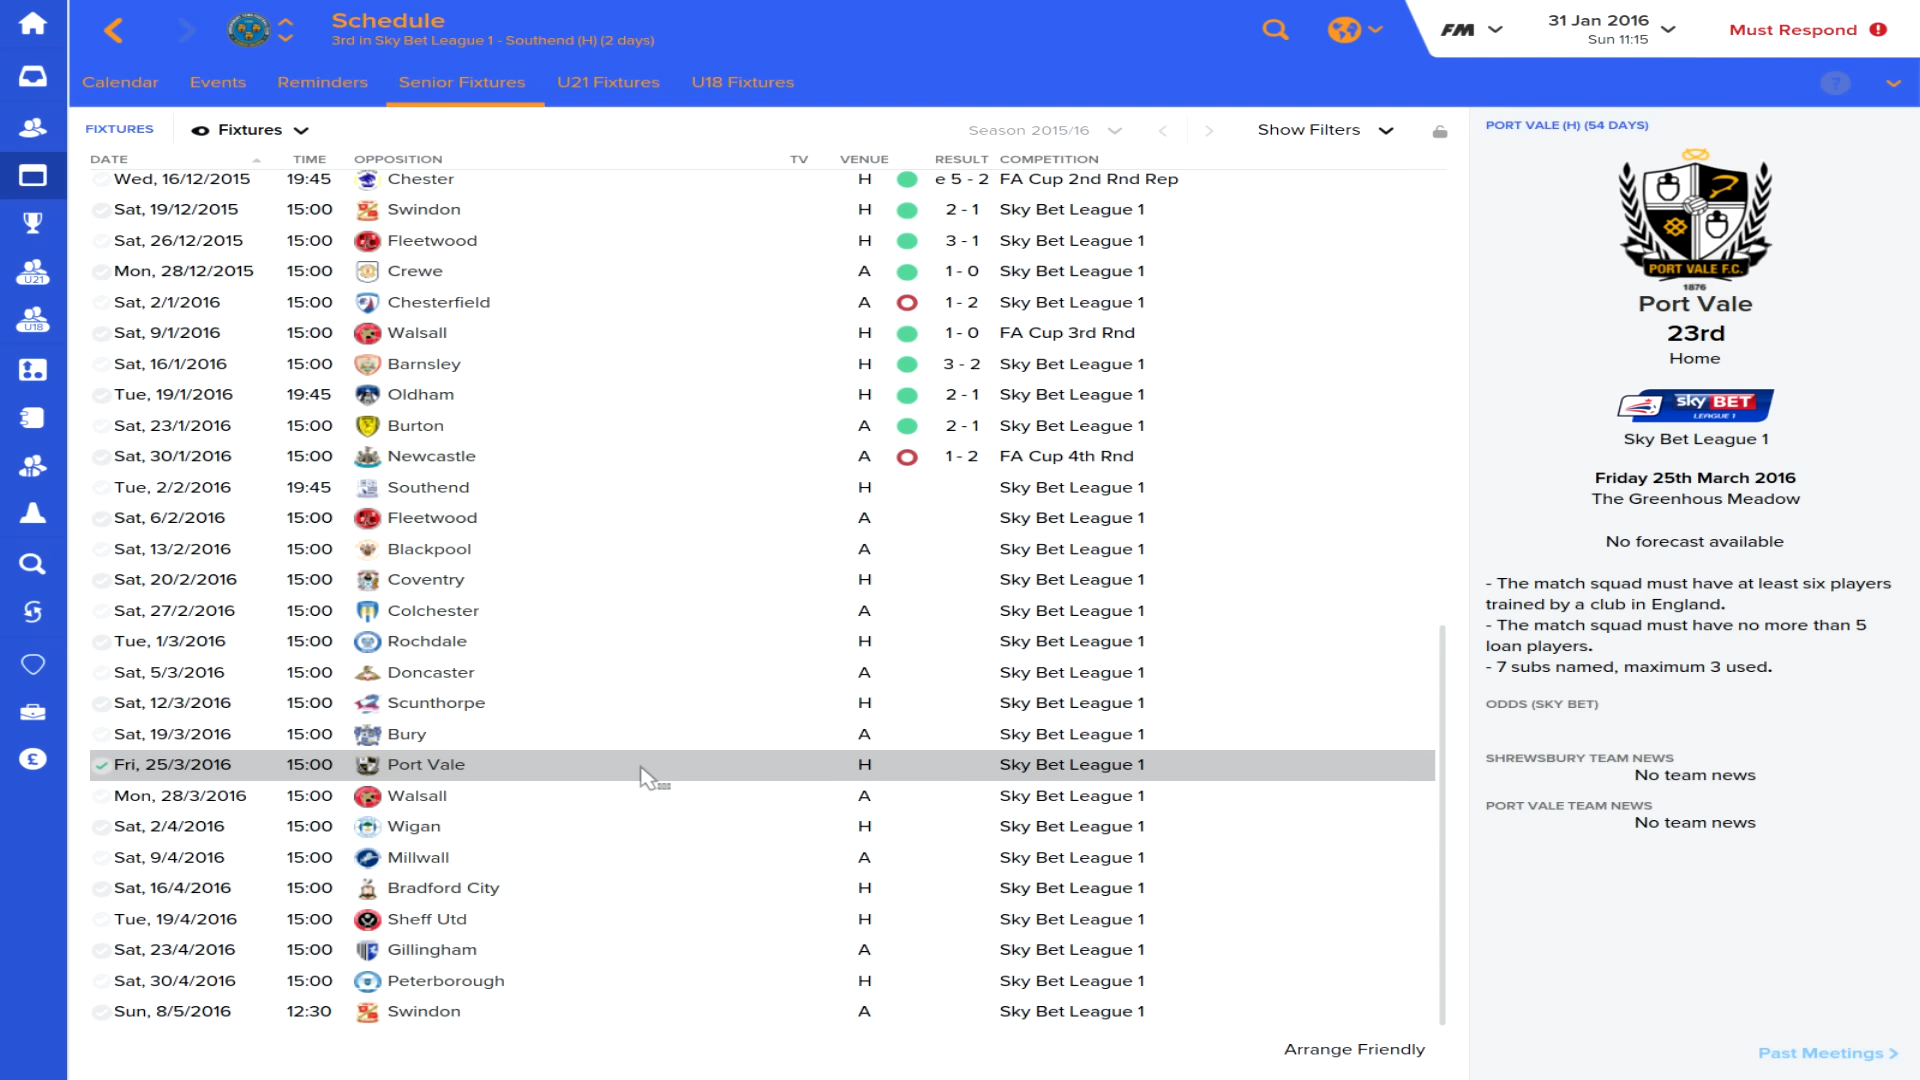 Schedule
3rd in Sky Bet League 1 - Southend (H) (2 days)
FM
31 Jan 2016
Sun 11:15
Must Respond
Calendar Events Reminders Senior Fixtures U21 Fixtures U18 Fixtures
FIXTURES Fixtures Season 2015/16 Show Filters
DATE TIME OPPOSITION TV VENUE RESULT COMPETITION
Wed, 16/12/2015 19:45 Chester H e 5 - 2 FA Cup 2nd Rnd Rep
Sat, 19/12/2015 15:00 Swindon H 2 - 1 Sky Bet League 1
Sat, 26/12/2015 15:00 Fleetwood H 3 - 1 Sky Bet League 1
Mon, 28/12/2015 15:00 Crewe A 1 - 0 Sky Bet League 1
Sat, 2/1/2016 15:00 Chesterfield A 1 - 2 Sky Bet League 1
Sat, 9/1/2016 15:00 Walsall H 1 - 0 FA Cup 3rd Rnd
Sat, 16/1/2016 15:00 Barnsley H 3 - 2 Sky Bet League 1
Tue, 19/1/2016 19:45 Oldham H 2 - 1 Sky Bet League 1
Sat, 23/1/2016 15:00 Burton A 2 - 1 Sky Bet League 1
Sat, 30/1/2016 15:00 Newcastle A 1 - 2 FA Cup 4th Rnd
Tue, 2/2/2016 19:45 Southend H Sky Bet League 1
Sat, 6/2/2016 15:00 Fleetwood A Sky Bet League 1
Sat, 13/2/2016 15:00 Blackpool A Sky Bet League 1
Sat, 20/2/2016 15:00 Coventry H Sky Bet League 1
Sat, 27/2/2016 15:00 Colchester A Sky Bet League 1
Tue, 1/3/2016 15:00 Rochdale H Sky Bet League 1
Sat, 5/3/2016 15:00 Doncaster A Sky Bet League 1
Sat, 12/3/2016 15:00 Scunthorpe H Sky Bet League 1
Sat, 19/3/2016 15:00 Bury A Sky Bet League 1
Fri, 25/3/2016 15:00 Port Vale H Sky Bet League 1
Mon, 28/3/2016 15:00 Walsall A Sky Bet League 1
Sat, 2/4/2016 15:00 Wigan H Sky Bet League 1
Sat, 9/4/2016 15:00 Millwall A Sky Bet League 1
Sat, 16/4/2016 15:00 Bradford City H Sky Bet League 1
Tue, 19/4/2016 15:00 Sheff Utd H Sky Bet League 1
Sat, 23/4/2016 15:00 Gillingham A Sky Bet League 1
Sat, 30/4/2016 15:00 Peterborough H Sky Bet League 1
Sun, 8/5/2016 12:30 Swindon A Sky Bet League 1
Arrange Friendly
U21
U18
£
?
PORT VALE (H) (54 DAYS)
PORT VALE F.C.
1876
Port Vale
23rd
Home
sky BET
LEAGUE 1
Sky Bet League 1
Friday 25th March 2016
The Greenhous Meadow
No forecast available
- The match squad must have at least six players
trained by a club in England.
- The match squad must have no more than 5
loan players.
- 7 subs named, maximum 3 used.
ODDS (SKY BET)
SHREWSBURY TEAM NEWS
No team news
PORT VALE TEAM NEWS
No team news
Past Meetings >